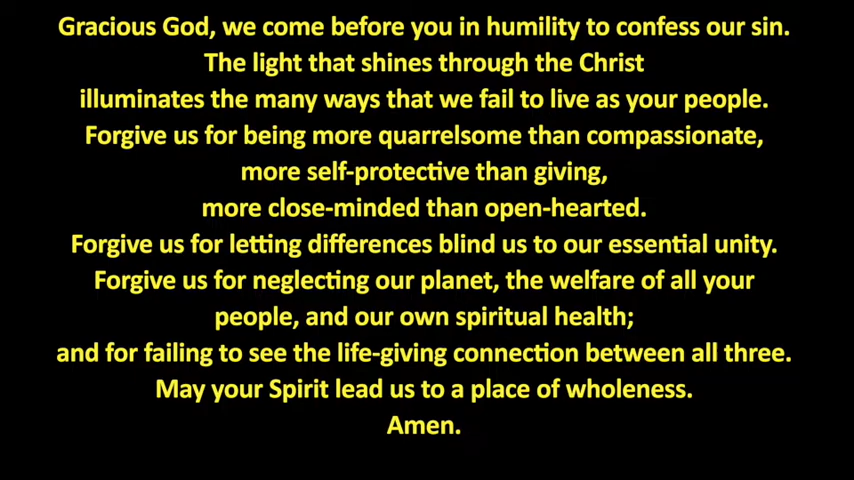 Gracious God, we come before you in humility to confess our sin.
The light that shines through the Christ
illuminates the many ways that we fail to live as your people.
Forgive us for being more quarrelsome than compassionate,
more self-protective than giving,
more close-minded than open-hearted.
Forgive us for letting differences blind us to our essential unity.
Forgive us for neglecting our planet, the welfare of all your
people, and our own spiritual health;
and for failing to see the life-giving connection between all three.
May your Spirit lead us to a place of wholeness.
Amen.